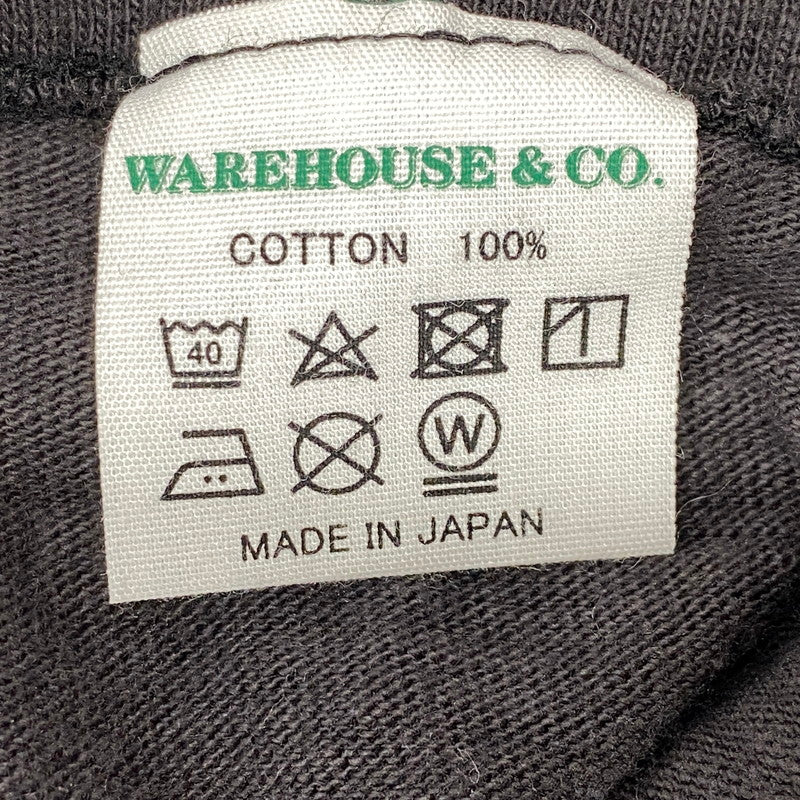 WAREHOUSE & CO.
COTTON 100%
40
W
MADE IN JAPAN